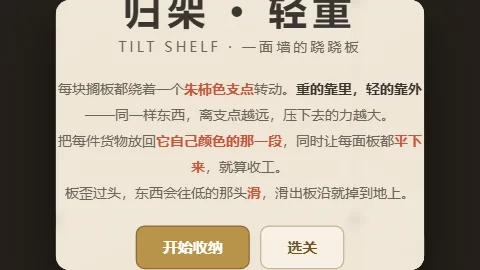 归架 • 轻重
TILT SHELF · 一面墙的跷跷板
每块搁板都绕着一个朱柿色支点转动。重的靠里，轻的靠外
——同一样东西，离支点越远，压下去的力越大。
把每件货物放回它自己颜色的那一段，同时让每面板都平下
来，就算收工。
板歪过头，东西会往低的那头滑，滑出板沿就掉到地上。
开始收纳
选关